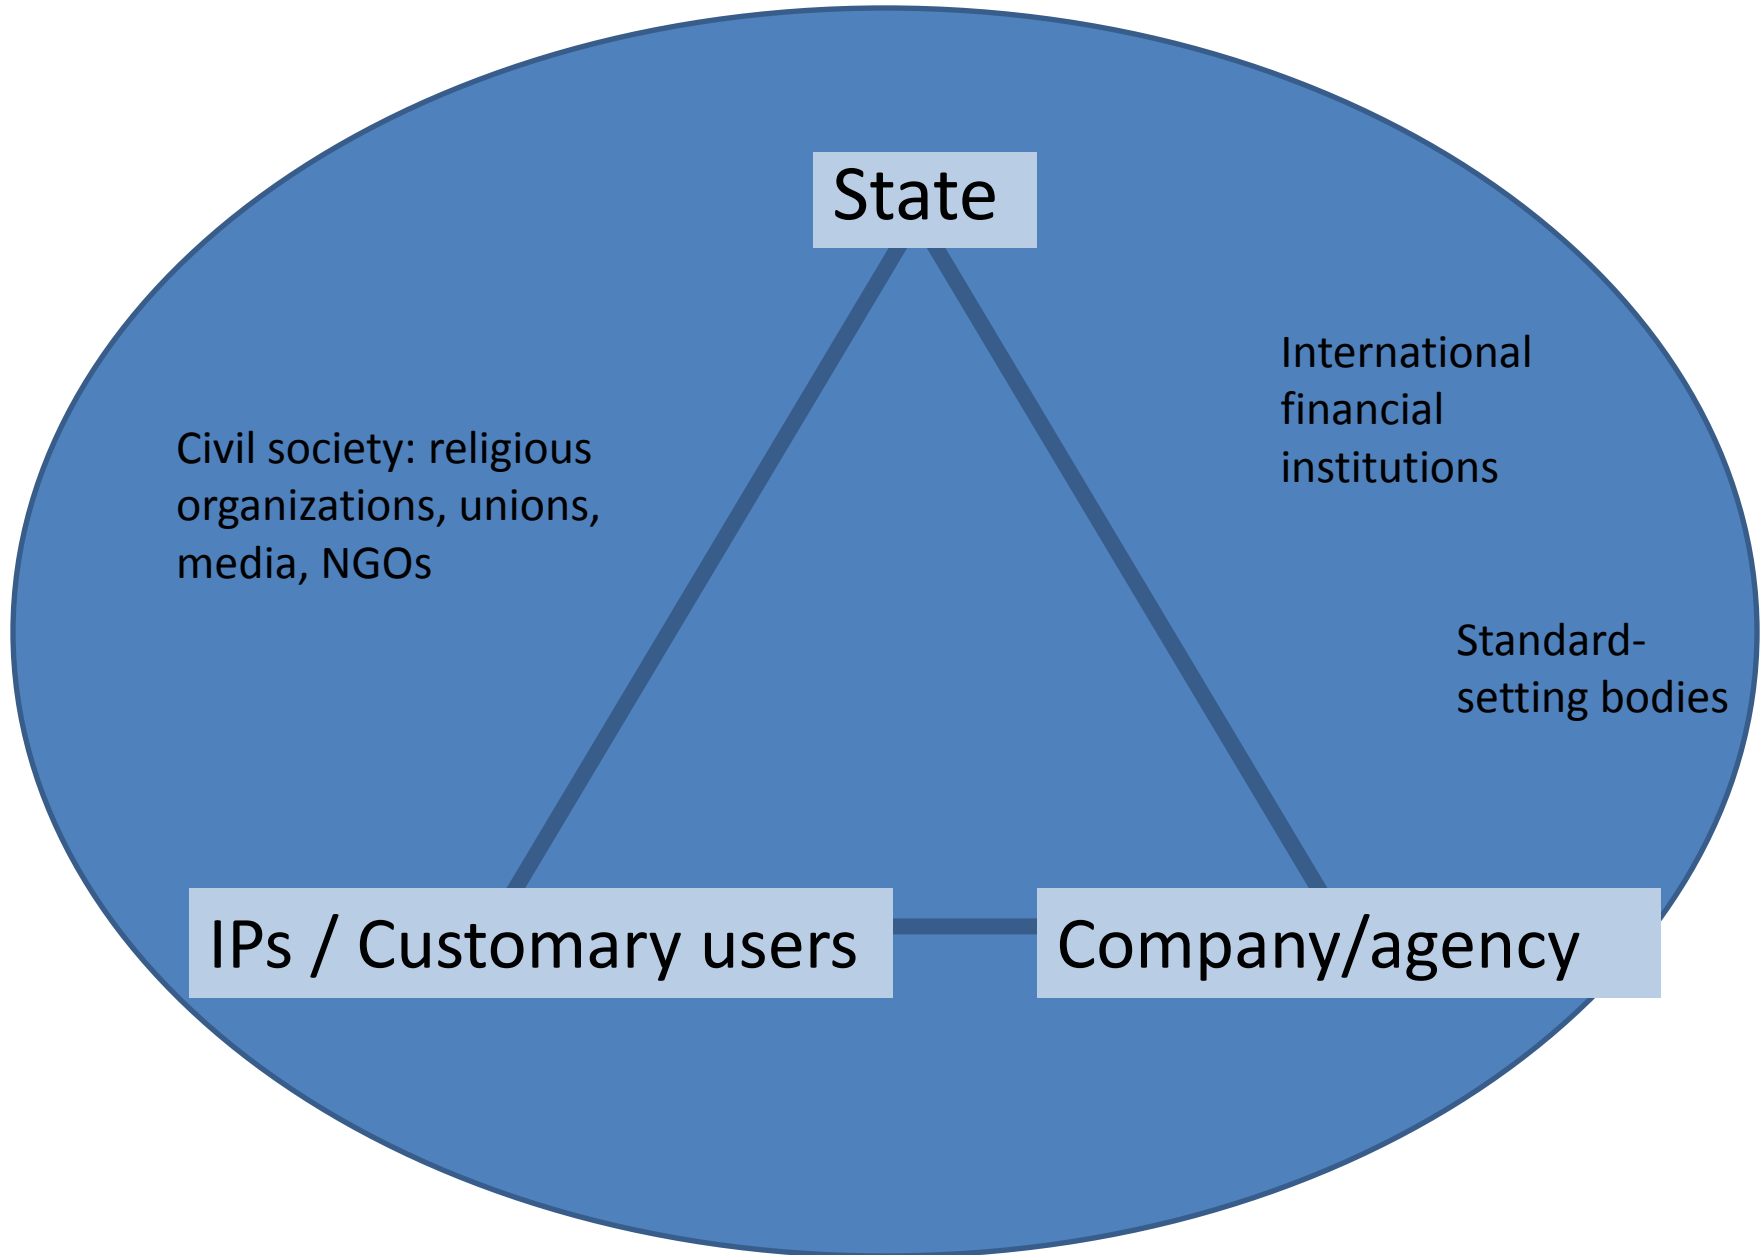 State
International
financial
institutions
Civil society: religious
organizations, unions,
media, NGOs
Standard-
setting bodies
IPs / Customary users
Company/agency